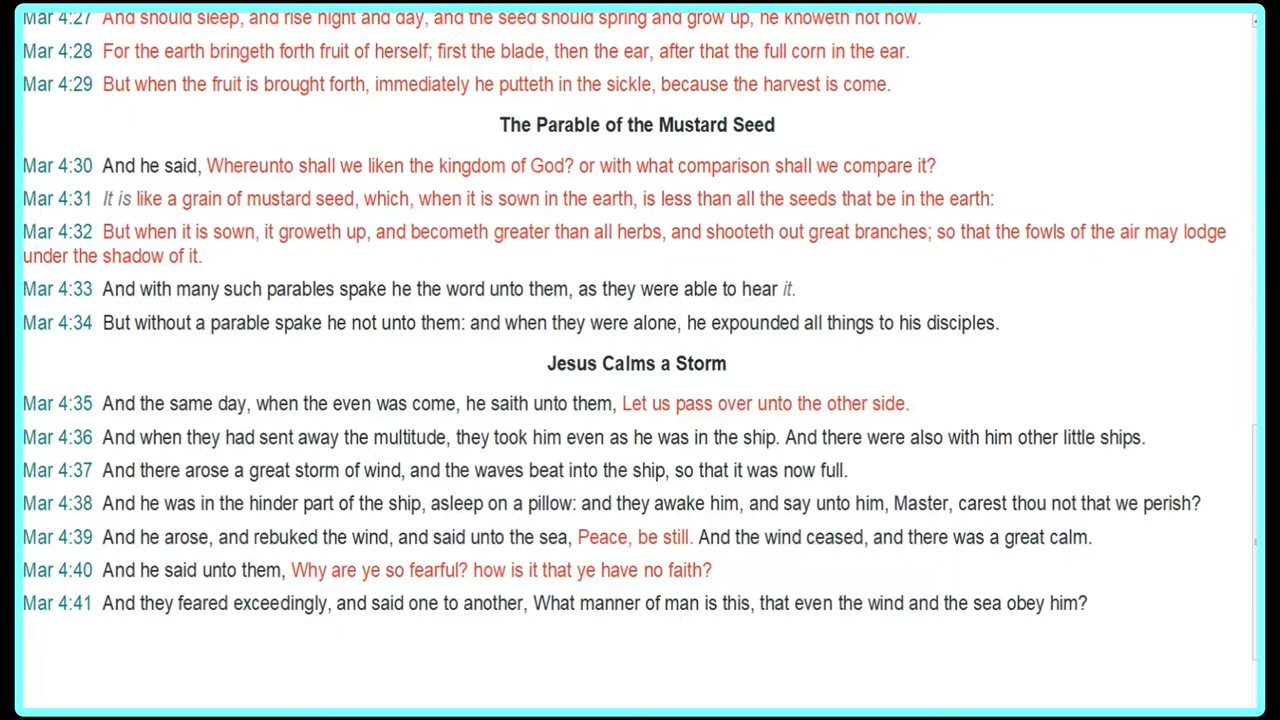 Mar 4:27 And should sleep, and rise night and day, and the seed should spring and grow up, he knoweth not how.
Mar 4:28 For the earth bringeth forth fruit of herself; first the blade, then the ear, after that the full corn in the ear.
Mar 4:29 But when the fruit is brought forth, immediately he putteth in the sickle, because the harvest is come.
The Parable of the Mustard Seed
Mar 4:30 And he said, Whereunto shall we liken the kingdom of God? or with what comparison shall we compare it?
Mar 4:31 It is like a grain of mustard seed, which, when it is sown in the earth, is less than all the seeds that be in the earth:
Mar 4:32 But when it is sown, it groweth up, and becometh greater than all herbs, and shooteth out great branches; so that the fowls of the air may lodge
under the shadow of it.
Mar 4:33 And with many such parables spake he the word unto them, as they were able to hear it.
Mar 4:34 But without a parable spake he not unto them: and when they were alone, he expounded all things to his disciples.
Jesus Calms a Storm
Mar 4:35 And the same day, when the even was come, he saith unto them, Let us pass over unto the other side.
Mar 4:36 And when they had sent away the multitude, they took him even as he was in the ship. And there were also with him other little ships.
Mar 4:37 And there arose a great storm of wind, and the waves beat into the ship, so that it was now full.
Mar 4:38 And he was in the hinder part of the ship, asleep on a pillow: and they awake him, and say unto him, Master, carest thou not that we perish?
Mar 4:39 And he arose, and rebuked the wind, and said unto the sea, Peace, be still. And the wind ceased, and there was a great calm.
Mar 4:40 And he said unto them, Why are ye so fearful? how is it that ye have no faith?
Mar 4:41 And they feared exceedingly, and said one to another, What manner of man is this, that even the wind and the sea obey him?